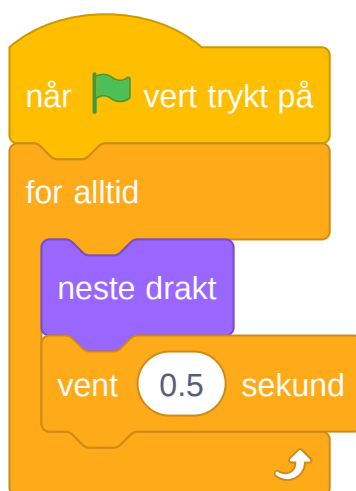 når vert trykt på
for alltid
neste drakt
vent 0.5 sekund